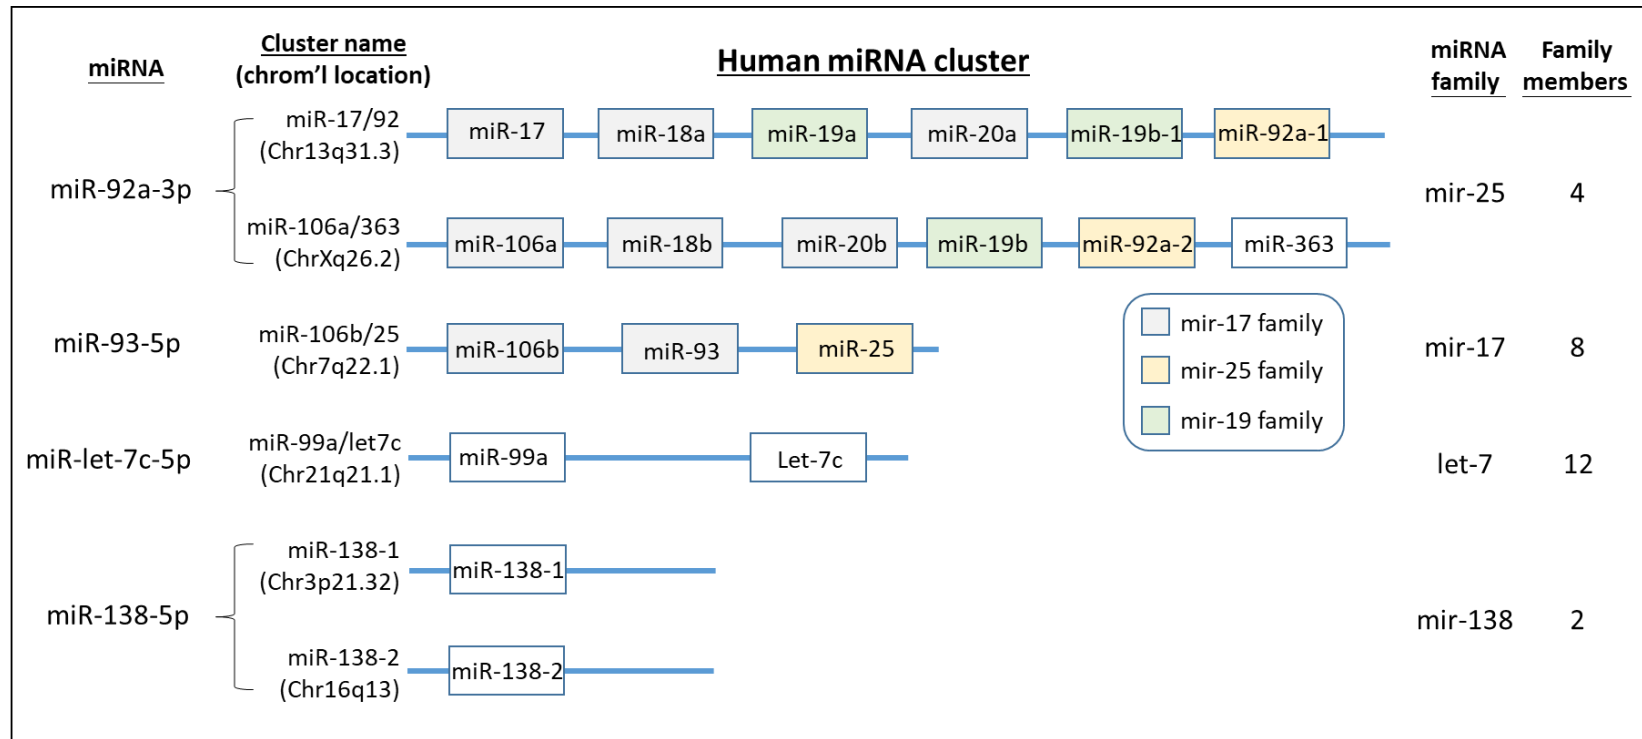 miRNA
Cluster name
(chrom'l location)
Human miRNA cluster
miRNA
family
Family
members
miR-92a-3p
miR-17/92
(Chr13q31.3)
miR-17 miR-18a miR-19a miR-20a miR-19b-1 miR-92a-1
miR-106a/363
(ChrXq26.2)
miR-106a miR-18b miR-20b miR-19b miR-92a-2 miR-363
mir-25 4
miR-93-5p
miR-106b/25
(Chr7q22.1)
miR-106b miR-93 miR-25
mir-17 8
mir-17 family
mir-25 family
mir-19 family
miR-let-7c-5p
miR-99a/let7c
(Chr21q21.1)
miR-99a Let-7c
let-7 12
miR-138-5p
miR-138-1
(Chr3p21.32)
miR-138-1
miR-138-2
(Chr16q13)
miR-138-2
mir-138 2